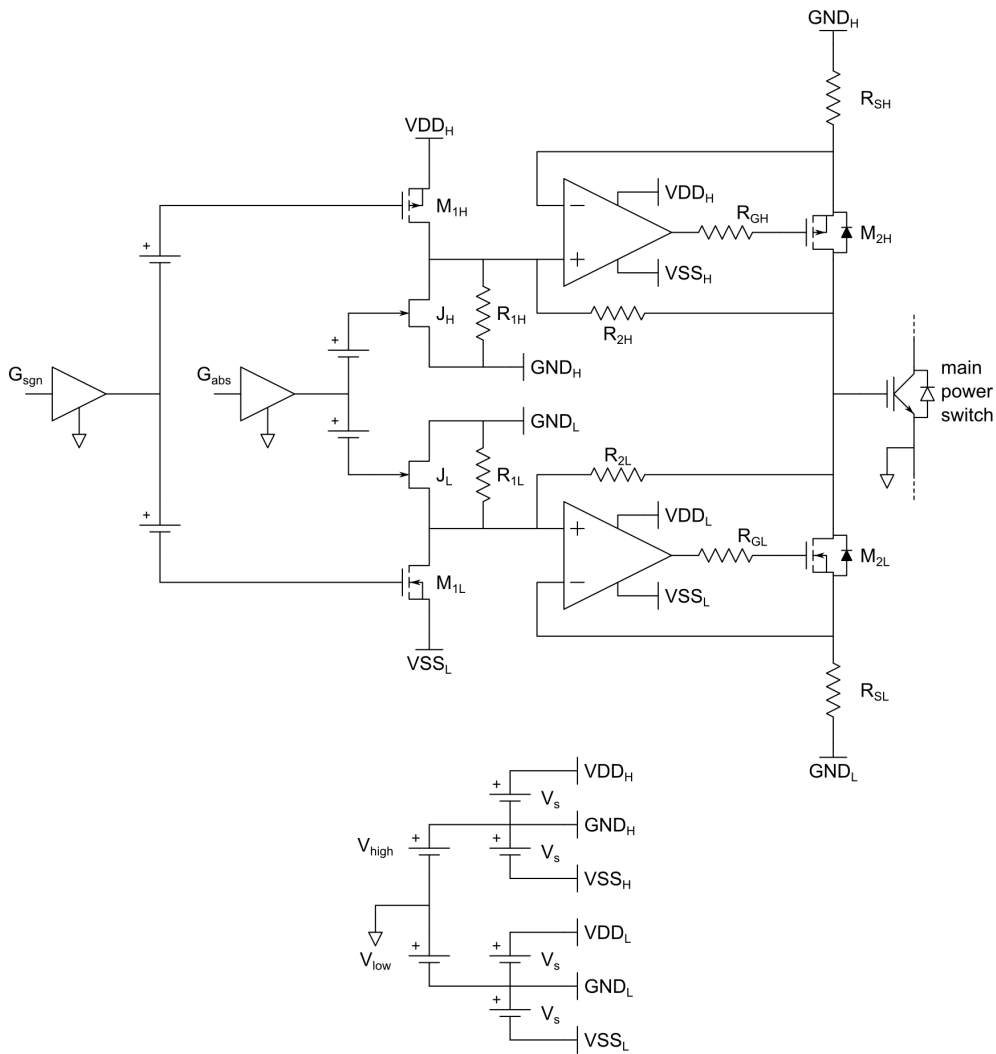 GND_H
R_SH
VDD_H
M_1H
VDD_H
R_GH
M_2H
VSS_H
J_H
R_1H
R_2H
GND_H
G_sgn
G_abs
main
power
switch
GND_L
R_2L
J_L
R_1L
VDD_L
R_GL
M_2L
M_1L
VSS_L
VSS_L
R_SL
GND_L
VDD_H
V_s
GND_H
V_high
V_s
VSS_H
VDD_L
V_low
V_s
GND_L
V_s
VSS_L